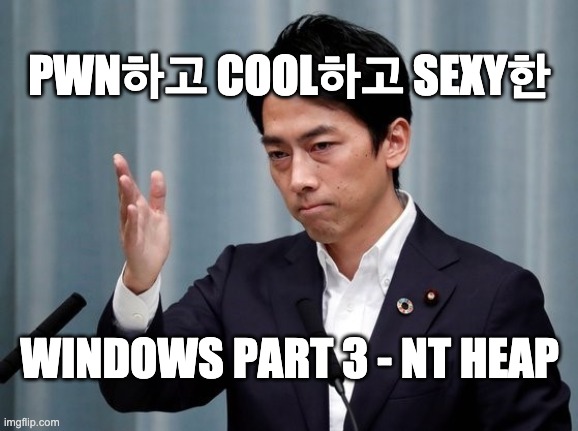 PWN하고 COOL하고 SEXY한
WINDOWS PART 3 - NT HEAP
imgflip.com